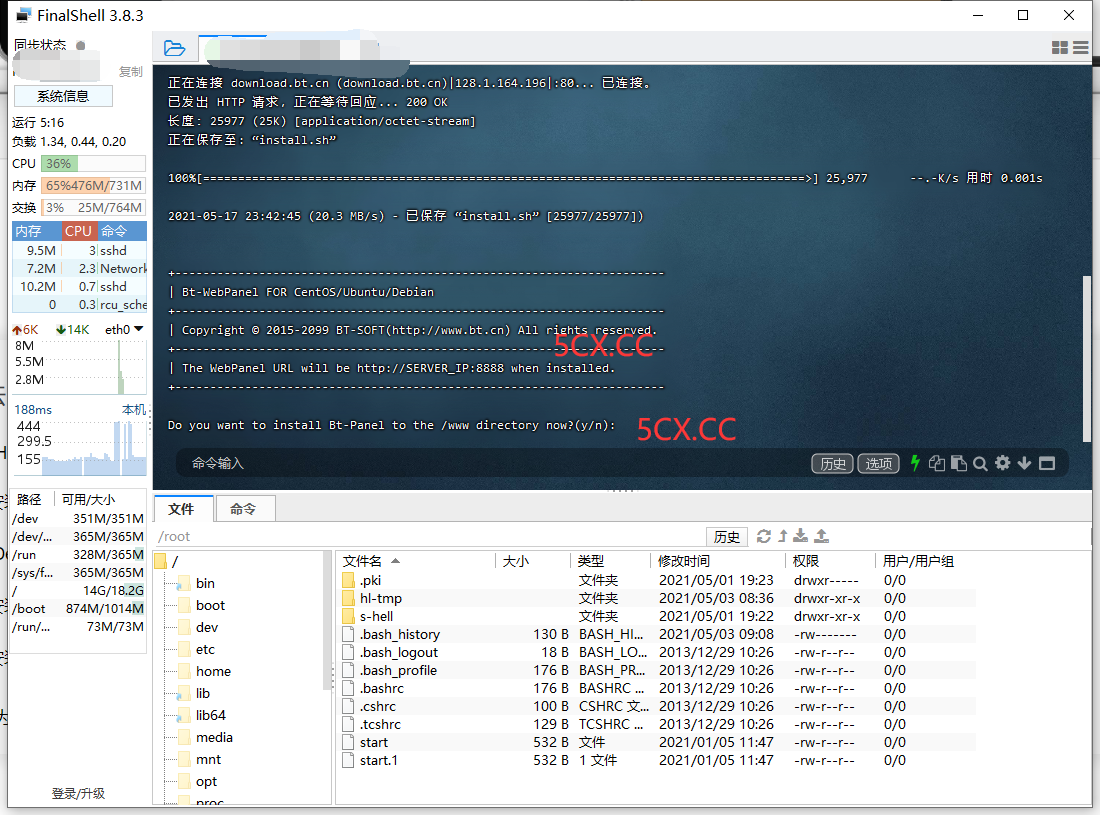 FinalShell 3.8.3
同步状态
复制
系统信息
运行 5:16
负载 1.34, 0.44, 0.20
CPU 36%
内存 65% 476M/731M
交换 3% 25M/764M
内存 CPU 命令
9.5M 3 sshd
7.2M 2.3 Network
10.2M 0.7 sshd
0 0.3 rcu_sche
6K 14K eth0
8M
5.5M
2.8M
188ms 本机
444
299.5
155
路径 可用/大小
/dev 351M/351M
/dev/... 365M/365M
/run 328M/365M
/sys/f... 365M/365M
/ 14G/18.2G
/boot 874M/1014M
/run/... 73M/73M
登录/升级
正在连接 download.bt.cn (download.bt.cn)|128.1.164.196|:80... 已连接。
已发出 HTTP 请求，正在等待回应... 200 OK
长度：25977 (25K) [application/octet-stream]
正在保存至: “install.sh”
100%[======================================================================================>] 25,977 --.-K/s 用时 0.001s
2021-05-17 23:42:45 (20.3 MB/s) - 已保存 “install.sh” [25977/25977])
+----------------------------------------------------------------------
| Bt-WebPanel FOR CentOS/Ubuntu/Debian
+----------------------------------------------------------------------
| Copyright © 2015-2099 BT-SOFT(http://www.bt.cn) All rights reserved.
+----------------------------------------------------------------------
| The WebPanel URL will be http://SERVER_IP:8888 when installed.
+----------------------------------------------------------------------
5CX.CC
Do you want to install Bt-Panel to the /www directory now?(y/n):
5CX.CC
命令输入
历史 选项
文件 命令
/root
历史
/
bin
boot
dev
etc
home
lib
lib64
media
mnt
opt
proc
文件名 大小 类型 修改时间 权限 用户/用户组
.pki 文件夹 2021/05/01 19:23 drwxr----- 0/0
hl-tmp 文件夹 2021/05/03 08:36 drwxr-xr-x 0/0
s-hell 文件夹 2021/05/01 19:22 drwxr-xr-x 0/0
.bash_history 130 B BASH_HI... 2021/05/03 09:08 -rw------- 0/0
.bash_logout 18 B BASH_LO... 2013/12/29 10:26 -rw-r--r-- 0/0
.bash_profile 176 B BASH_PR... 2013/12/29 10:26 -rw-r--r-- 0/0
.bashrc 176 B BASHRC ... 2013/12/29 10:26 -rw-r--r-- 0/0
.cshrc 100 B CSHRC 文... 2013/12/29 10:26 -rw-r--r-- 0/0
.tcshrc 129 B TCSHRC ... 2013/12/29 10:26 -rw-r--r-- 0/0
start 532 B 文件 2021/01/05 11:47 -rw-r--r-- 0/0
start.1 532 B 1 文件 2021/01/05 11:47 -rw-r--r-- 0/0